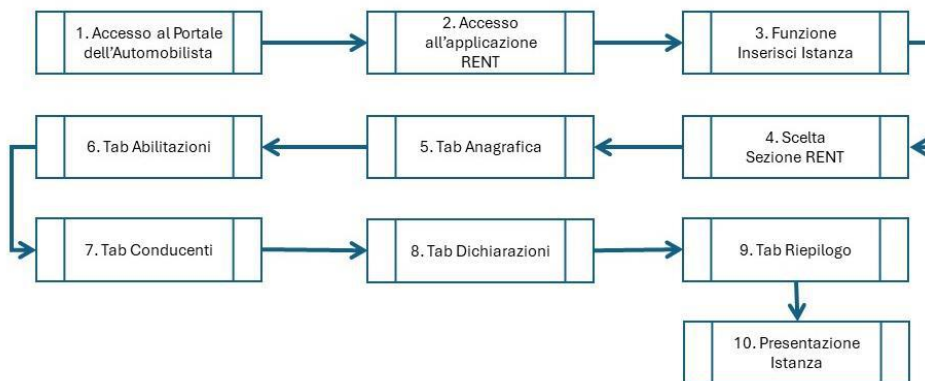 1. Accesso al Portale
dell'Automobilista
2. Accesso
all'applicazione
RENT
3. Funzione
Inserisci Istanza
4. Scelta
Sezione RENT
5. Tab Anagrafica
6. Tab Abilitazioni
7. Tab Conducenti
8. Tab Dichiarazioni
9. Tab Riepilogo
10. Presentazione
Istanza